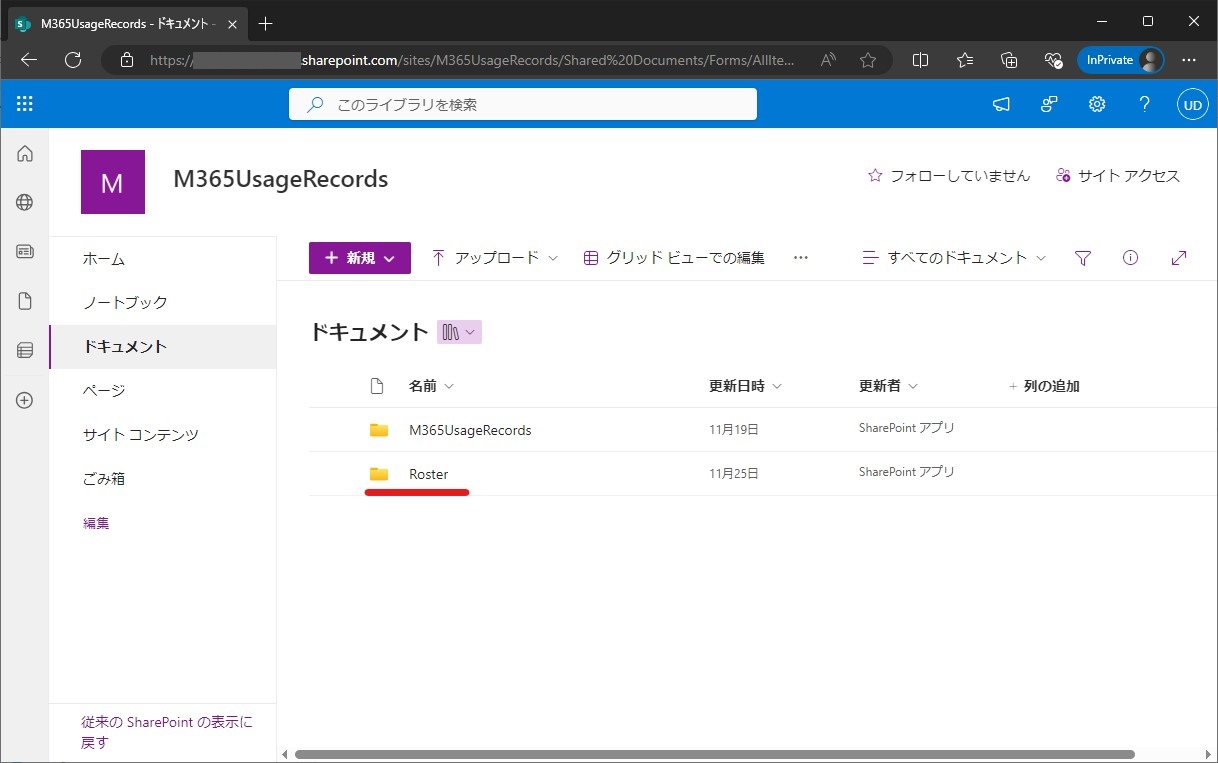 M365UsageRecords - ドキュメント -
https://
sharepoint.com/sites/M365UsageRecords/Shared%20Documents/Forms/AllIte...
InPrivate
このライブラリを検索
UD
M
M365UsageRecords
フォローしていません
サイト アクセス
ホーム
ノートブック
ドキュメント
ページ
サイト コンテンツ
ごみ箱
編集
従来の SharePoint の表示に
戻す
+ 新規
アップロード
グリッド ビューでの編集
...
すべてのドキュメント
ドキュメント
名前
更新日時
更新者
+ 列の追加
M365UsageRecords
11月19日
SharePoint アプリ
Roster
11月25日
SharePoint アプリ